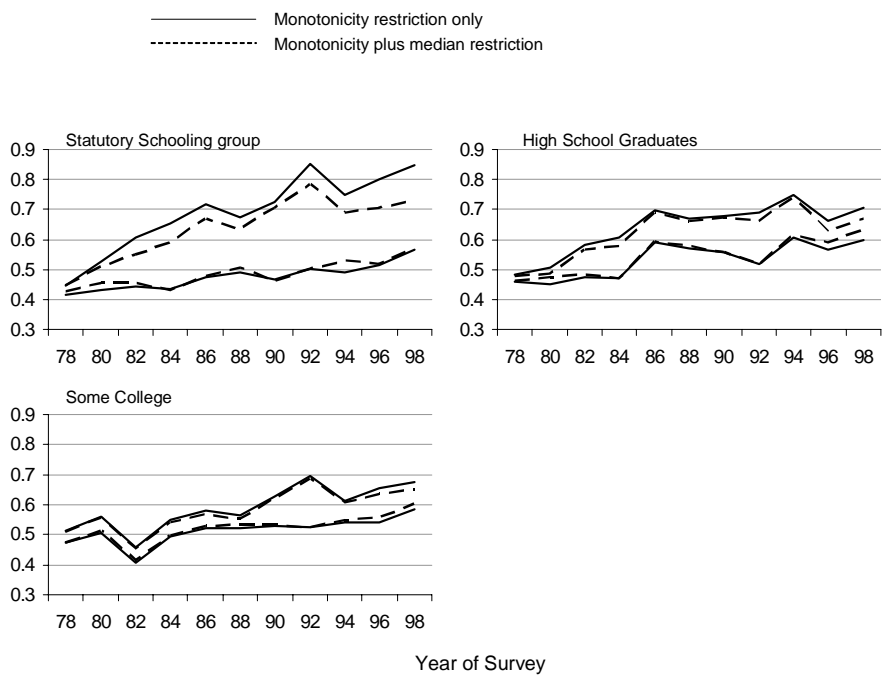 Monotonicity restriction only
Monotonicity plus median restriction
Statutory Schooling group
0.9
0.8
0.7
0.6
0.5
0.4
0.3
78 80 82 84 86 88 90 92 94 96 98
High School Graduates
0.9
0.8
0.7
0.6
0.5
0.4
0.3
78 80 82 84 86 88 90 92 94 96 98
Some College
0.9
0.8
0.7
0.6
0.5
0.4
0.3
78 80 82 84 86 88 90 92 94 96 98
Year of Survey